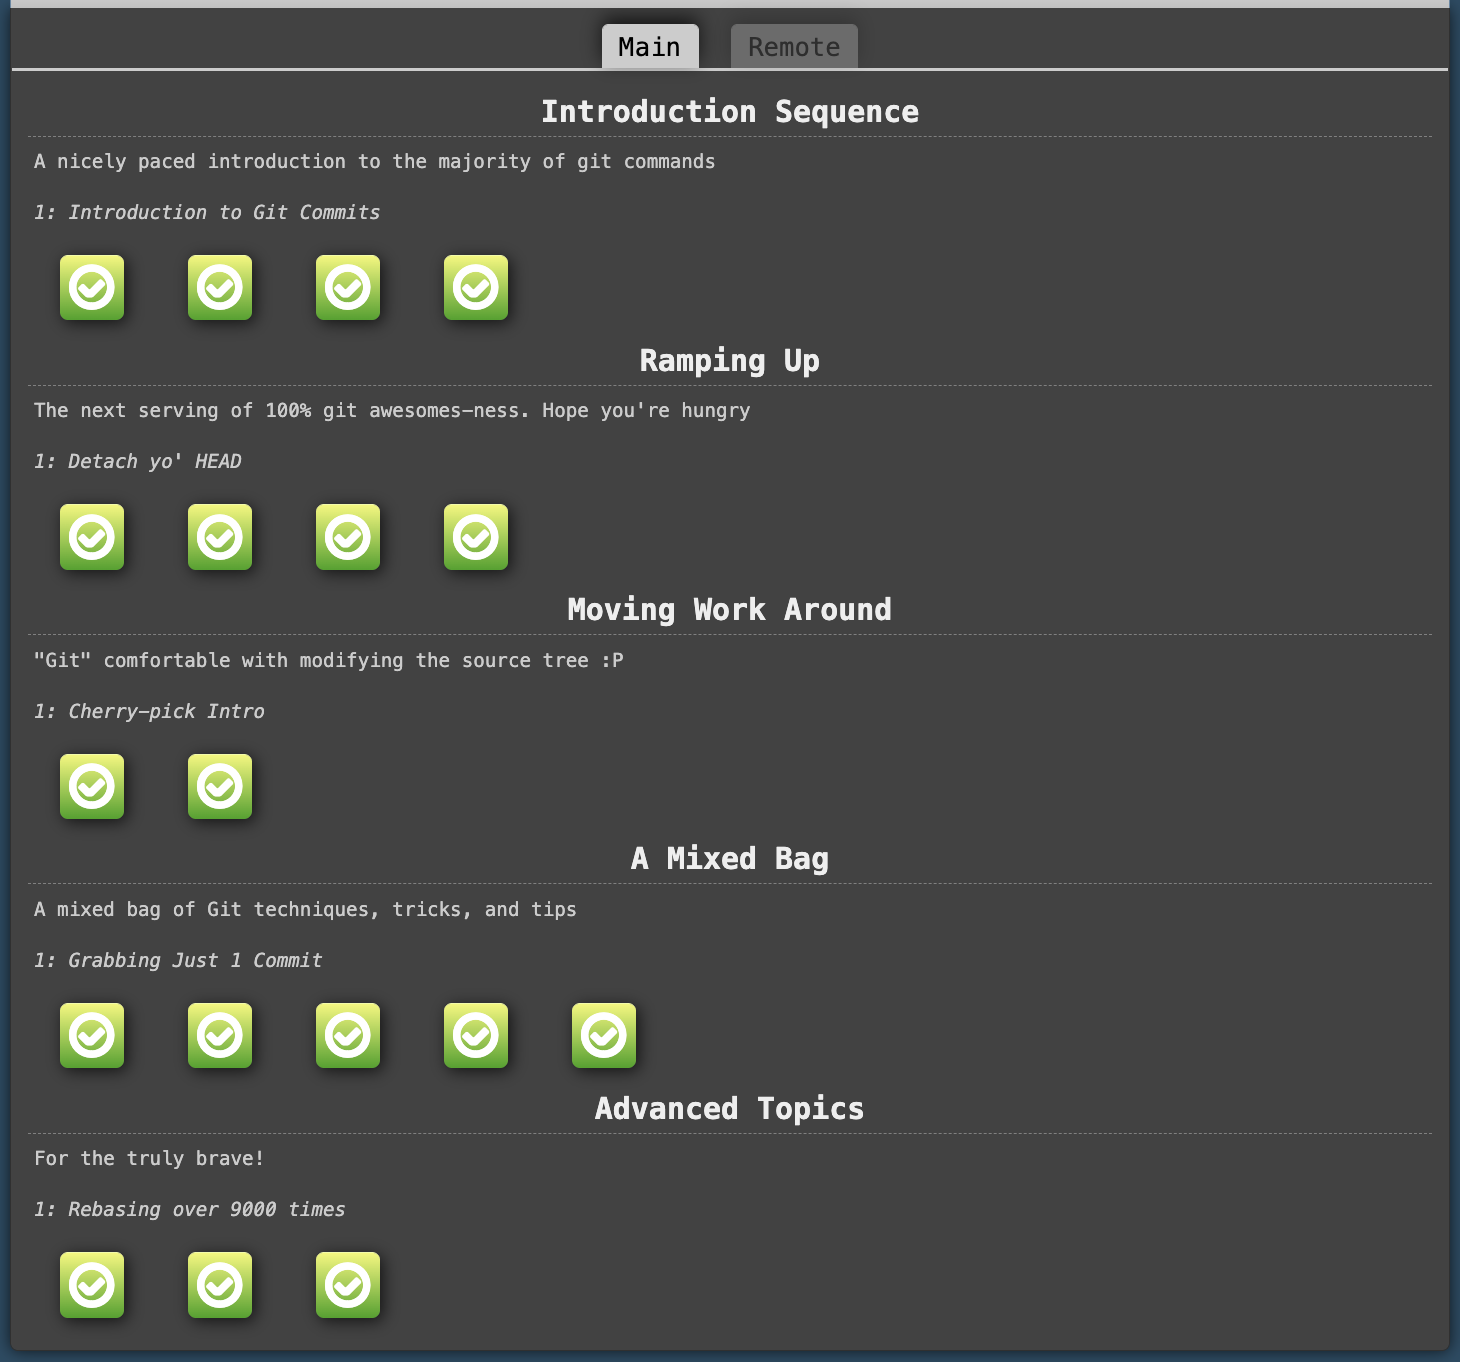 Main Remote
Introduction Sequence
A nicely paced introduction to the majority of git commands
1: Introduction to Git Commits
Ramping Up
The next serving of 100% git awesomes-ness. Hope you're hungry
1: Detach yo' HEAD
Moving Work Around
"Git" comfortable with modifying the source tree :P
1: Cherry-pick Intro
A Mixed Bag
A mixed bag of Git techniques, tricks, and tips
1: Grabbing Just 1 Commit
Advanced Topics
For the truly brave!
1: Rebasing over 9000 times